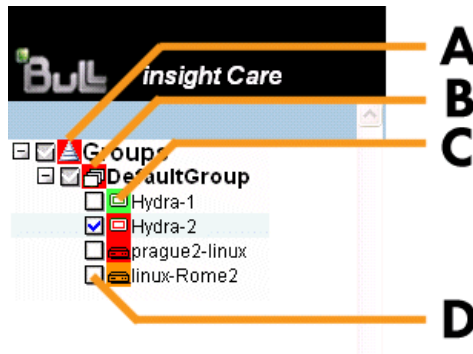 Bull insight Care
A
B
C
Groups
DefaultGroup
Hydra-1
Hydra-2
prague2-linux
linux-Rome2
D